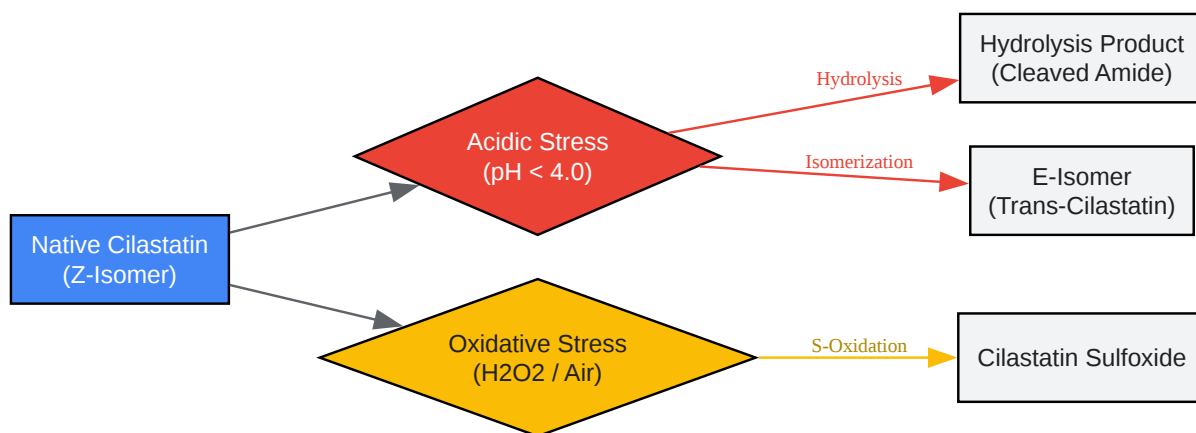 Native Cilastatin
(Z-Isomer)
Acidic Stress
(pH < 4.0)
Oxidative Stress
(H2O2 / Air)
Hydrolysis
Isomerization
S-Oxidation
Hydrolysis Product
(Cleaved Amide)
E-Isomer
(Trans-Cilastatin)
Cilastatin Sulfoxide